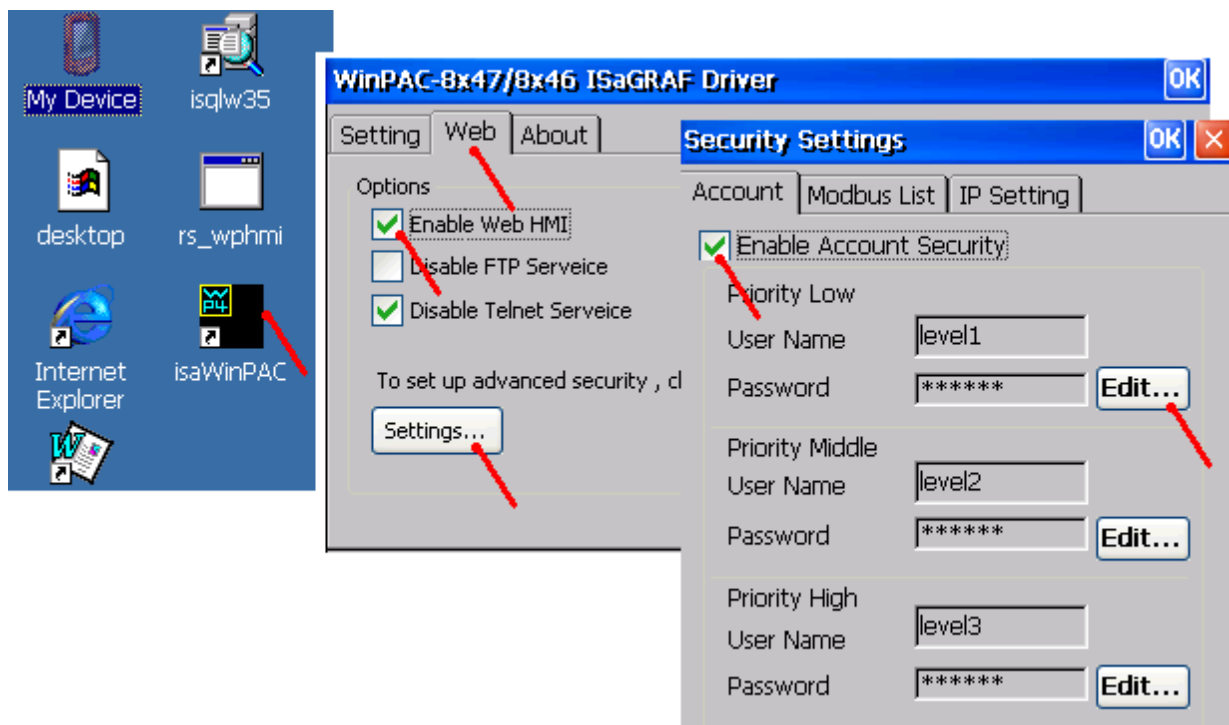 My Device
isqlw35
desktop
rs_wphmi
Internet
Explorer
isaWinPAC
WinPAC-8x47/8x46 ISaGRAF Driver
OK
Setting
Web
About
Options
Enable Web HMI
Disable FTP Serveice
Disable Telnet Serveice
To set up advanced security , cl
Settings...
Security Settings
OK
Account
Modbus List
IP Setting
Enable Account Security
Priority Low
User Name
level1
Password
******
Edit...
Priority Middle
User Name
level2
Password
******
Edit...
Priority High
User Name
level3
Password
******
Edit...